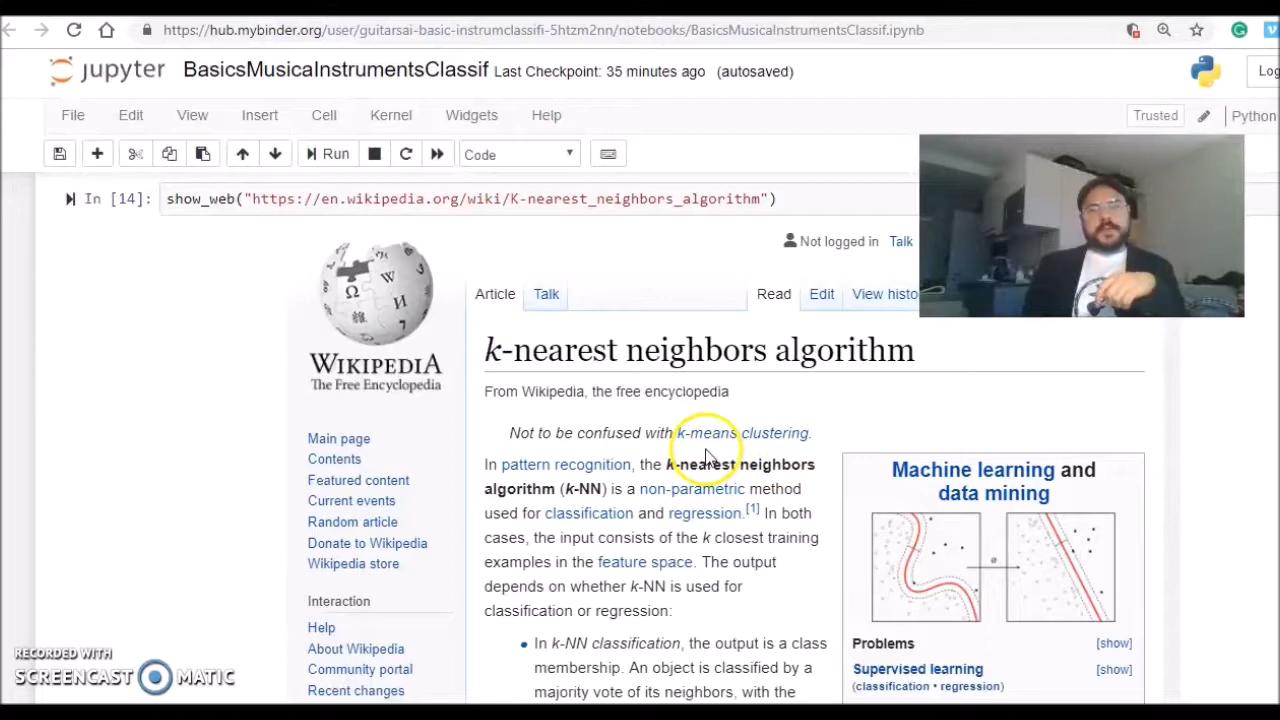 https://hub.mybinder.org/user/guitarsai-basic-instrumclassif-5htzm2nn/notebooks/BasicsMusicalnstrumentsClassif.ipynb
jupyter BasicsMusicalnstrumentsClassif Last Checkpoint: 35 minutes ago (autosaved)
File Edit View Insert Cell Kernel Widgets Help Trusted Python
Run Code
In [14]: show_web("https://en.wikipedia.org/wiki/K-nearest_neighbors_algorithm")
Not logged in Talk
Article Talk Read Edit View histo
WIKIPEDIA
The Free Encyclopedia
Main page
Contents
Featured content
Current events
Random article
Donate to Wikipedia
Wikipedia store
Interaction
Help
About Wikipedia
Community portal
Recent changes
k-nearest neighbors algorithm
From Wikipedia, the free encyclopedia
Not to be confused with k-means clustering.
In pattern recognition, the k-nearest neighbors
algorithm (k-NN) is a non-parametric method
used for classification and regression.[1] In both
cases, the input consists of the k closest training
examples in the feature space. The output
depends on whether k-NN is used for
classification or regression:
• In k-NN classification, the output is a class
membership. An object is classified by a
majority vote of its neighbors, with the
Machine learning and
data mining
Problems [show]
Supervised learning [show]
(classification • regression)
RECORDED WITH
SCREENCAST MATIC